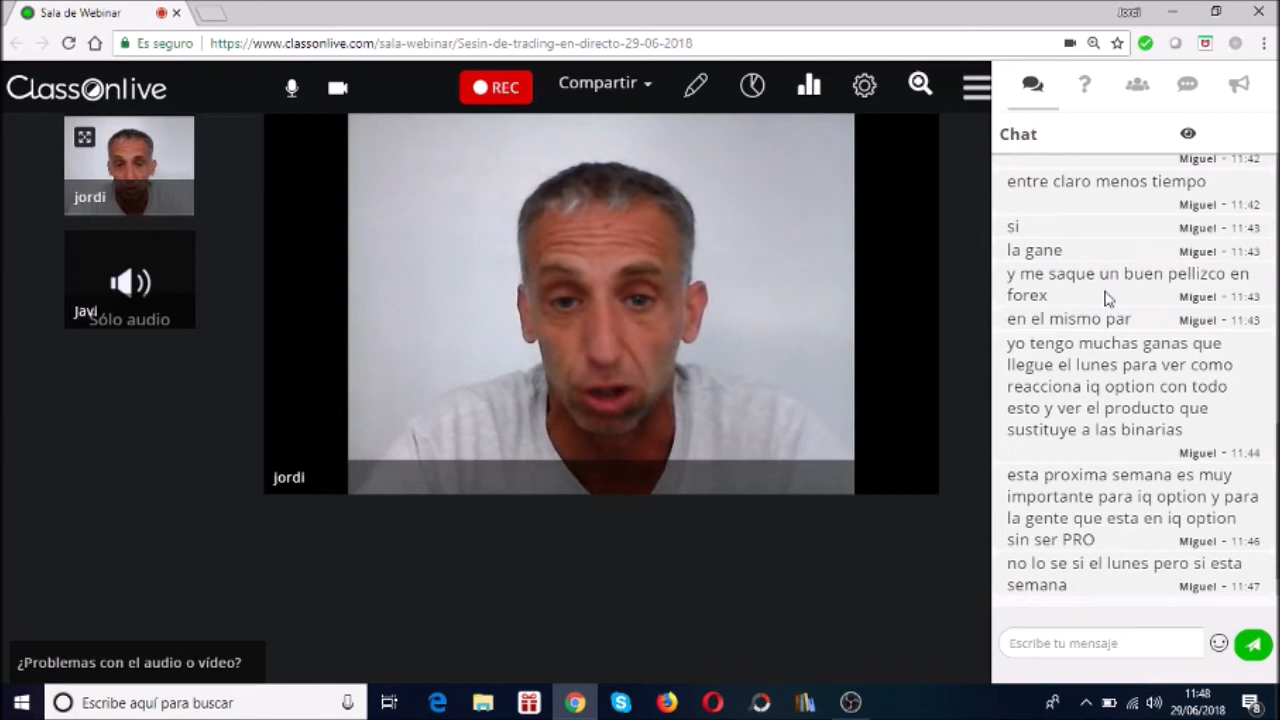 Sala de Webinar
Jordi
Es seguro
https://www.classonlive.com/sala-webinar/Sesin-de-trading-en-directo-29-06-2018
ClassOnlive
REC
Compartir
jordi
Javi
Sólo audio
jordi
¿Problemas con el audio o vídeo?
Chat
Miguel - 11:42
entre claro menos tiempo
Miguel - 11:42
si
Miguel - 11:43
la gane
Miguel - 11:43
y me saque un buen pellizco en
forex
Miguel - 11:43
en el mismo par
Miguel - 11:43
yo tengo muchas ganas que
llegue el lunes para ver como
reacciona iq option con todo
esto y ver el producto que
sustituye a las binarias
Miguel - 11:44
esta proxima semana es muy
importante para iq option y para
la gente que esta en iq option
sin ser PRO
Miguel - 11:46
no lo se si el lunes pero si esta
semana
Miguel - 11:47
Escribe tu mensaje
Escribe aquí para buscar
11:48
29/06/2018
8